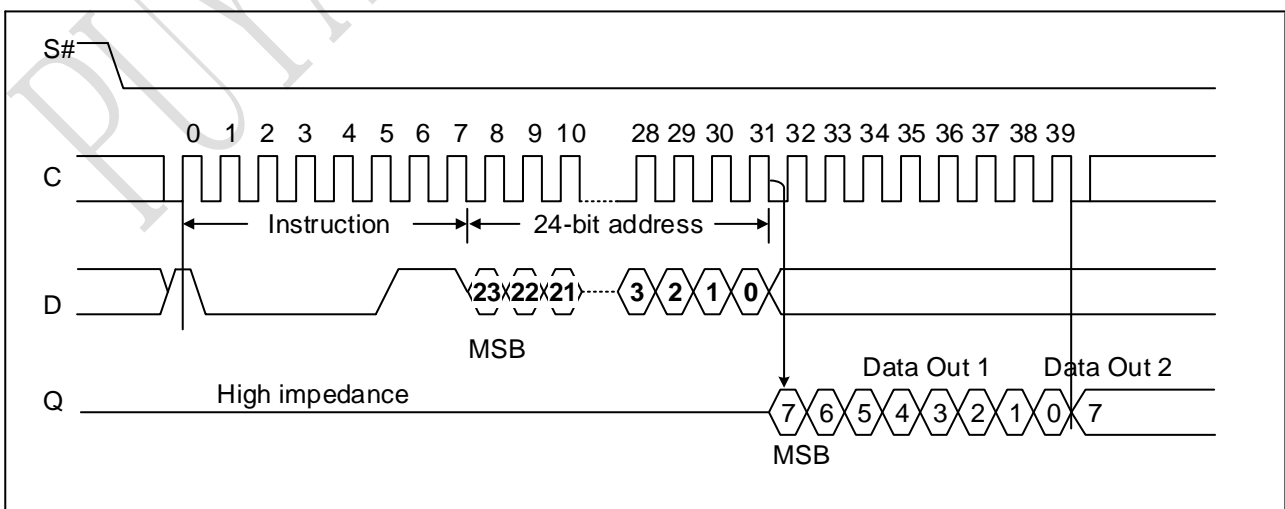 PUYA
S#
0 1 2 3 4 5 6 7 8 9 10 28 29 30 31 32 33 34 35 36 37 38 39
C
Instruction 24-bit address
D 23 22 21 3 2 1 0
MSB
Data Out 1 Data Out 2
Q High impedance 7 6 5 4 3 2 1 0 7
MSB